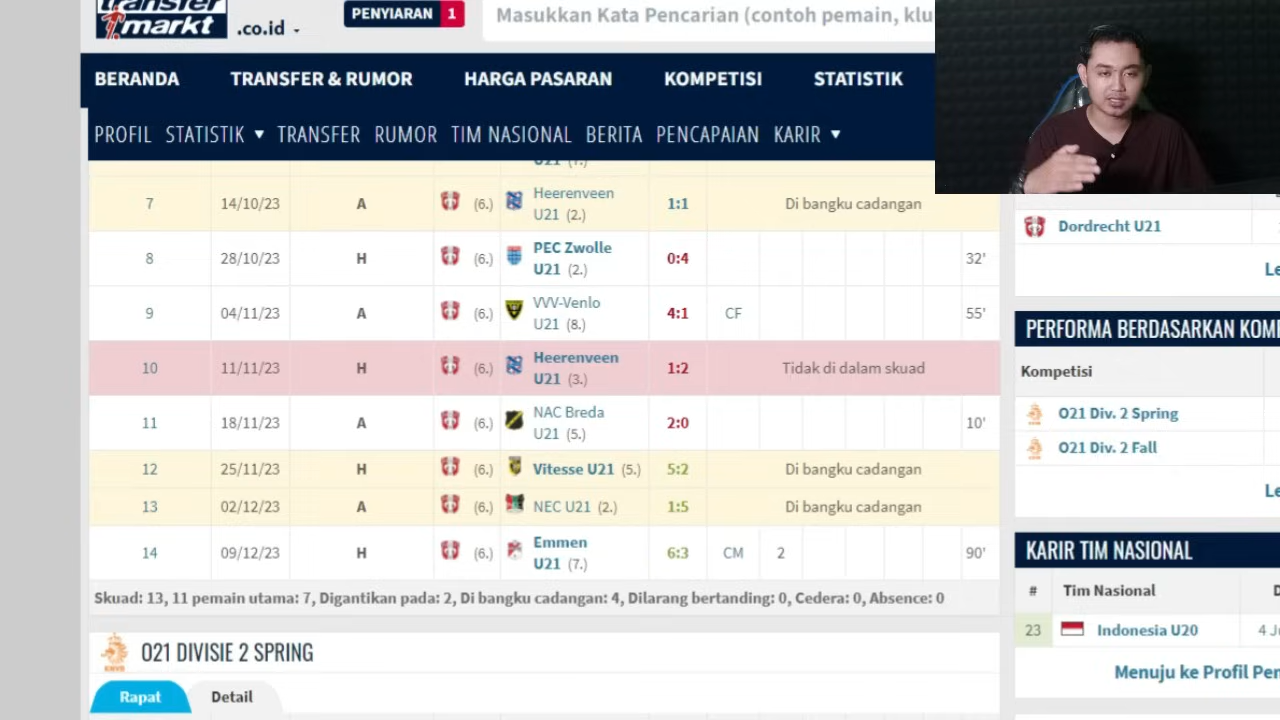 transfer
markt
.co.id
PENYIARAN 1
Masukkan Kata Pencarian (contoh pemain, klu
BERANDA TRANSFER & RUMOR HARGA PASARAN KOMPETISI STATISTIK
PROFIL STATISTIK TRANSFER RUMOR TIM NASIONAL BERITA PENCAPAIAN KARIR
7 14/10/23 A (6.) Heerenveen
U21 (2.) 1:1 Di bangku cadangan
8 28/10/23 H (6.) PEC Zwolle
U21 (2.) 0:4 32'
9 04/11/23 A (6.) VVV-Venlo
U21 (8.) 4:1 CF 55'
10 11/11/23 H (6.) Heerenveen
U21 (3.) 1:2 Tidak di dalam skuad
11 18/11/23 A (6.) NAC Breda
U21 (5.) 2:0 10'
12 25/11/23 H (6.) Vitesse U21 (5.) 5:2 Di bangku cadangan
13 02/12/23 A (6.) NEC U21 (2.) 1:5 Di bangku cadangan
14 09/12/23 H (6.) Emmen
U21 (7.) 6:3 CM 2 90'
Skuad: 13, 11 pemain utama: 7, Digantikan pada: 2, Di bangku cadangan: 4, Dilarang bertanding: 0, Cedera: 0, Absence: 0
O21 DIVISIE 2 SPRING
Rapat Detail
Dordrecht U21
Le
PERFORMA BERDASARKAN KOMP
Kompetisi
O21 Div. 2 Spring
O21 Div. 2 Fall
Le
KARIR TIM NASIONAL
# Tim Nasional D
23 Indonesia U20 4 Ju
Menuju ke Profil Pen